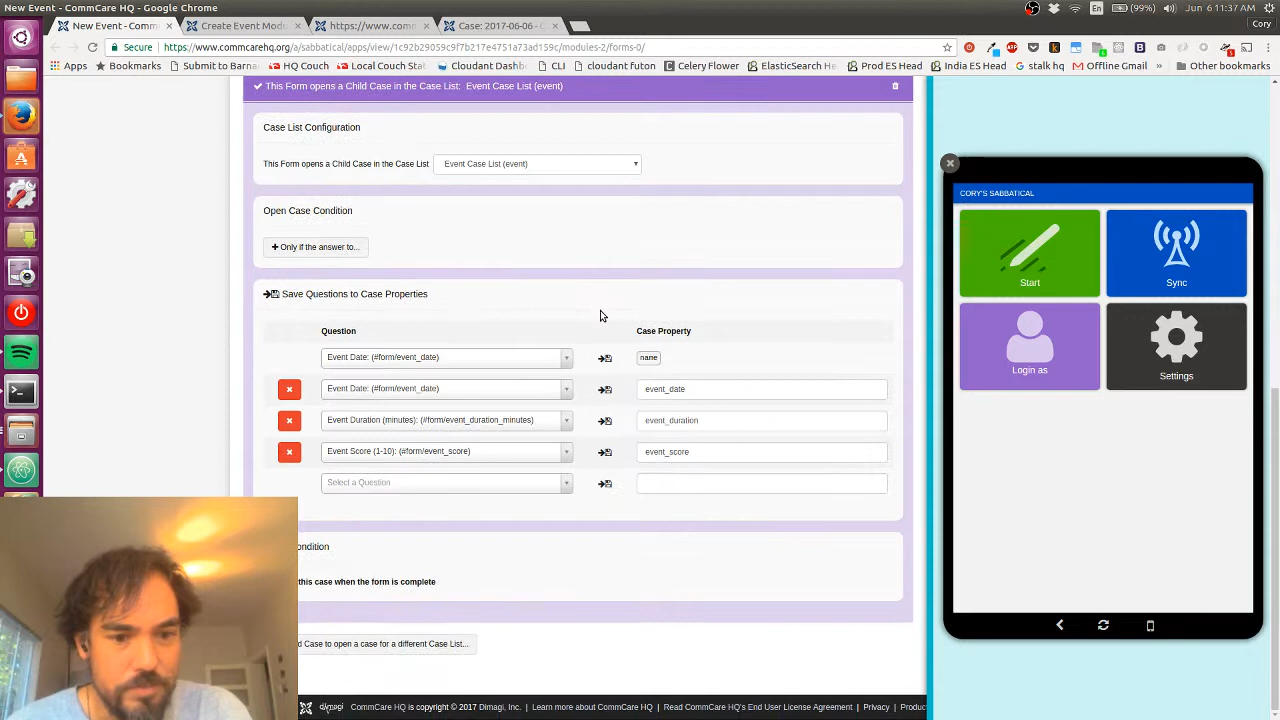 New Event - CommCare HQ - Google Chrome
En (99%) Jun 6 11:37 AM
New Event - Comm
Create Event Modu
https://www.comm
Case: 2017-06-06 - C
Cory
Secure https://www.commcarehq.org/a/sabbatical/apps/view/
Apps Bookmarks Submit to Barna HQ Couch Local Couch Stat Cloudant Dashb CLI cloudant futon Celery Flower ElasticSearch He Prod ES Head India ES Head stalk hq Offline Gmail Other bookmarks
This Form opens a Child Case in the Case List: Event Case List (event)
Case List Configuration
This Form opens a Child Case in the Case List Event Case List (event)
Open Case Condition
Only if the answer to...
Save Questions to Case Properties
Question Case Property
Event Date: (#form/event_date) name
Event Date: (#form/event_date) event_date
Event Duration (minutes): (#form/event_duration_minutes) event_duration
Event Score (1-10): (#form/event_score) event_score
Select a Question
ondition
this case when the form is complete
d Case to open a case for a different Case List...
dimagi CommCare HQ is copyright © 2017 Dimagi, Inc. | Learn more about CommCare HQ | Read CommCare HQ's End User License Agreement | Privacy | Produc
CORY'S SABBATICAL
Start
Sync
Login as
Settings